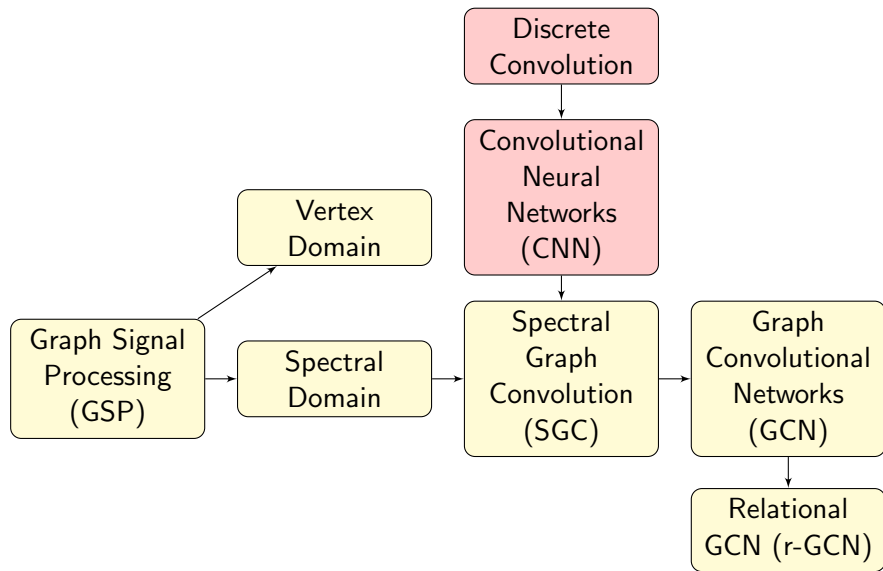 Discrete
Convolution
Convolutional
Neural
Networks
(CNN)
Vertex
Domain
Graph Signal
Processing
(GSP)
Spectral
Domain
Spectral
Graph
Convolution
(SGC)
Graph
Convolutional
Networks
(GCN)
Relational
GCN (r-GCN)